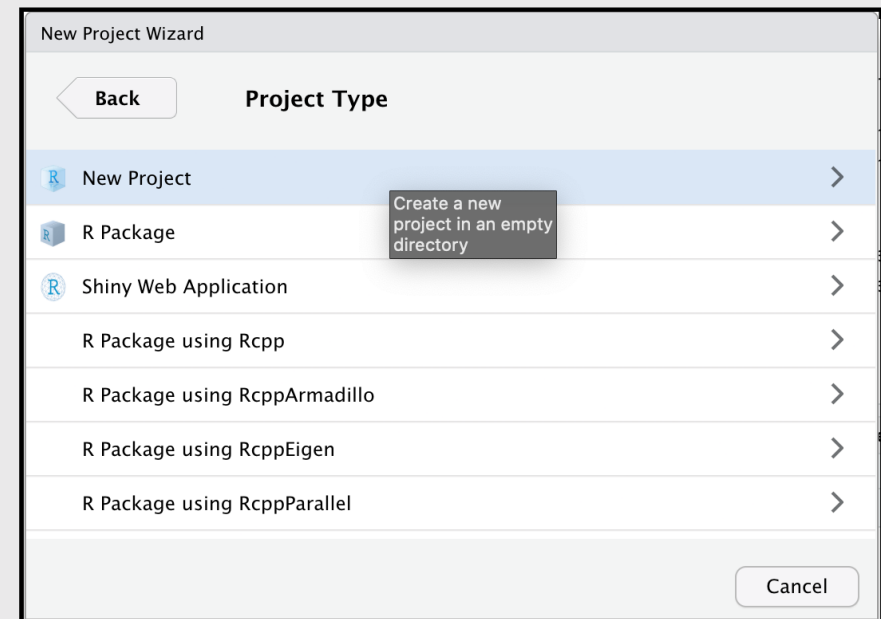 New Project Wizard
Back
Project Type
R New Project
Create a new
project in an empty
directory
R R Package
R Shiny Web Application
R Package using Rcpp
R Package using RcppArmadillo
R Package using RcppEigen
R Package using RcppParallel
Cancel